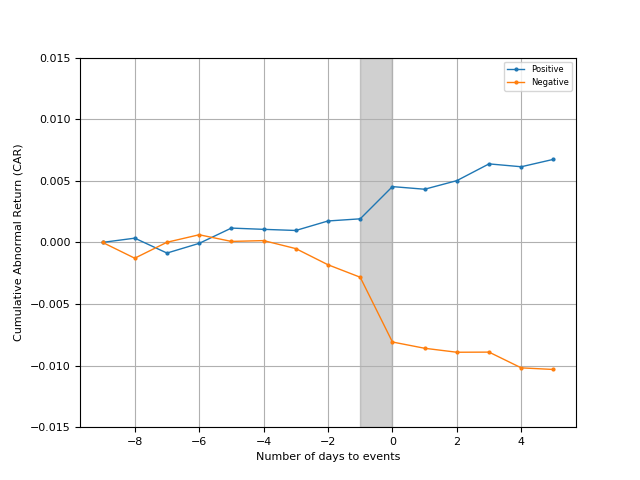 0.015
0.010
0.005
0.000
−0.005
−0.010
−0.015
Cumulative Abnormal Return (CAR)
Positive
Negative
−8 −6 −4 −2 0 2 4
Number of days to events